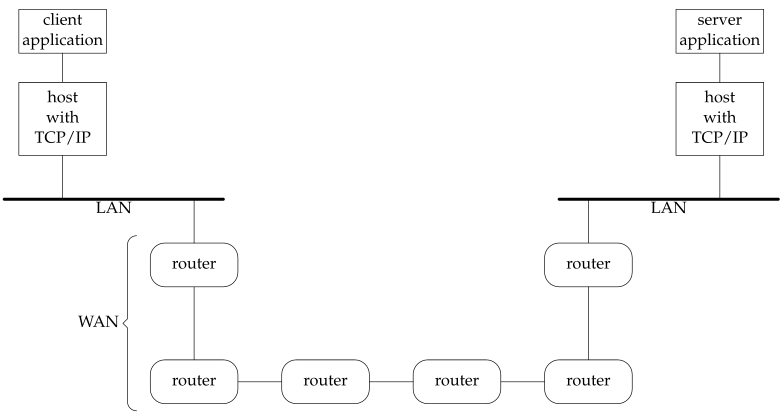 client
application
server
application
host
with
TCP/IP
host
with
TCP/IP
LAN
LAN
router
router
WAN
router
router
router
router